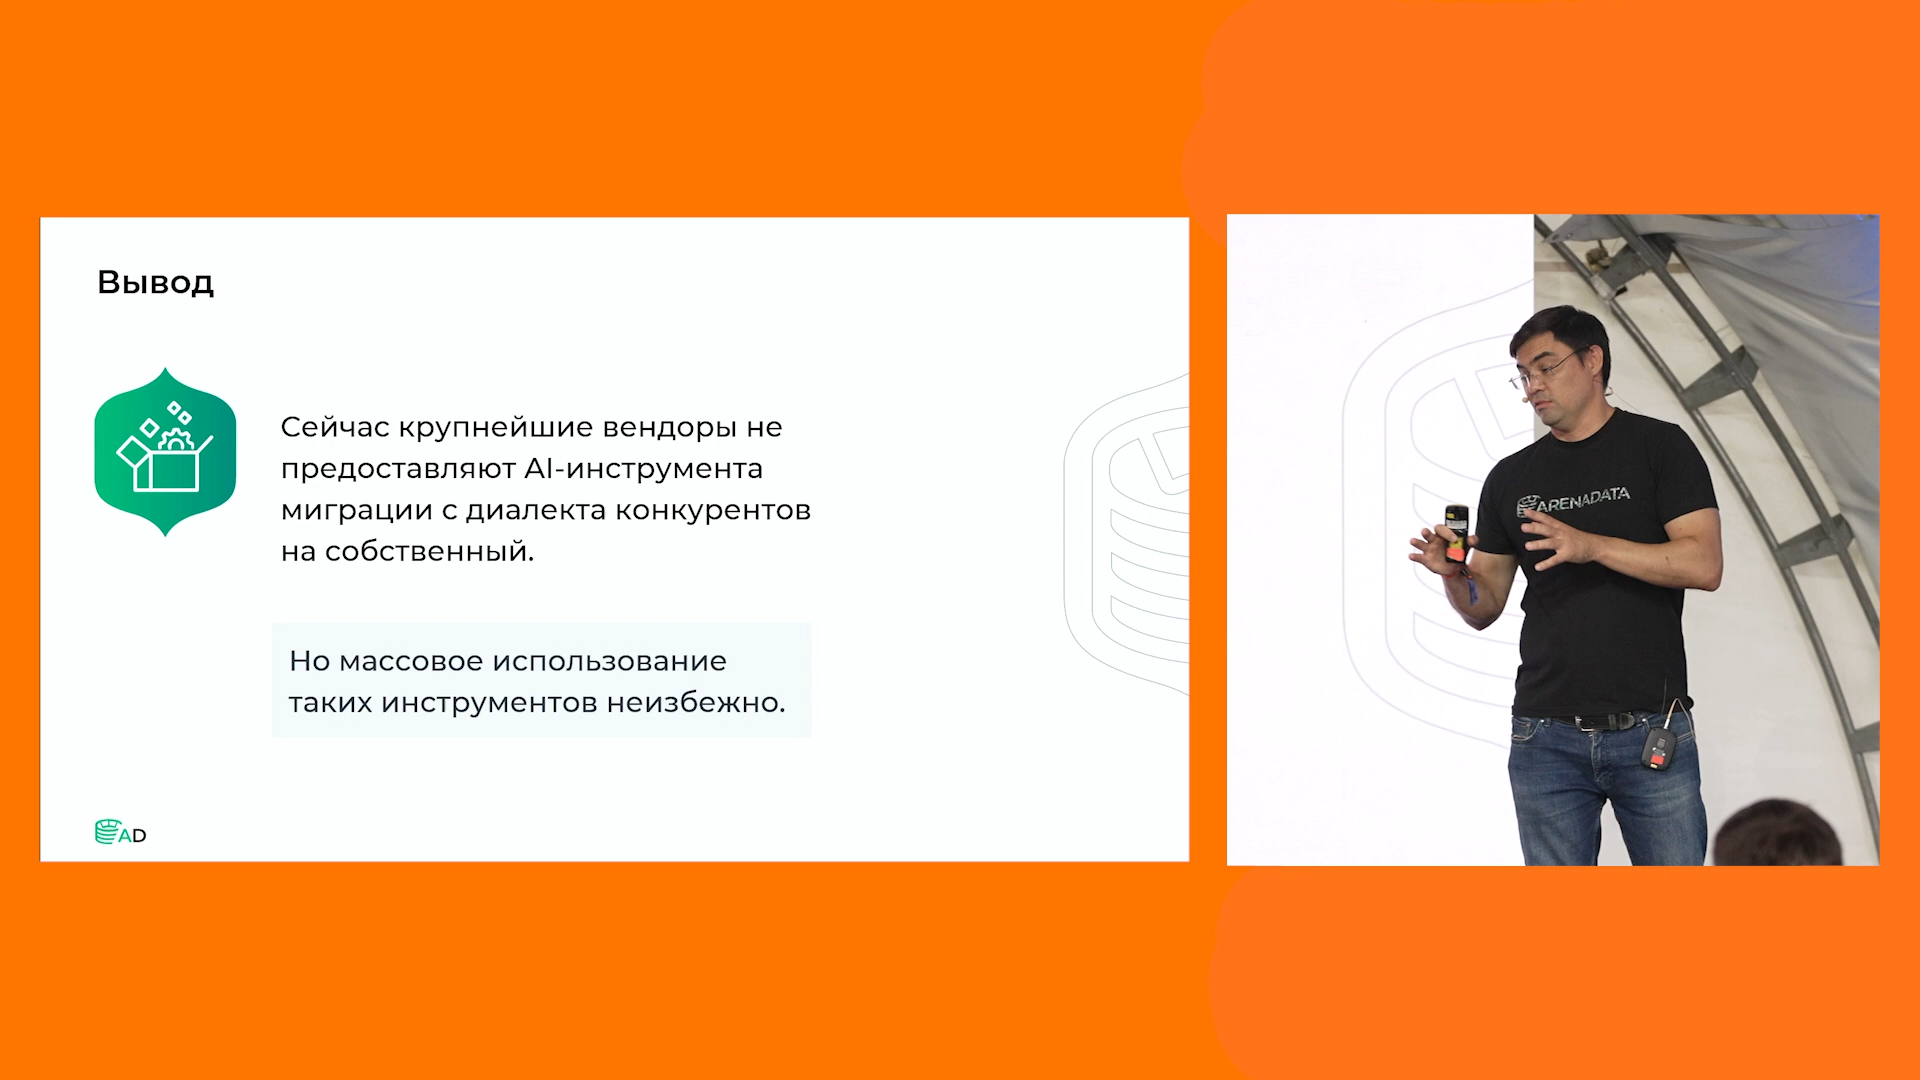 Вывод
Сейчас крупнейшие вендоры не
предоставляют AI-инструмента
миграции с диалекта конкурентов
на собственный.
Но массовое использование
таких инструментов неизбежно.
AD
ARENADATA